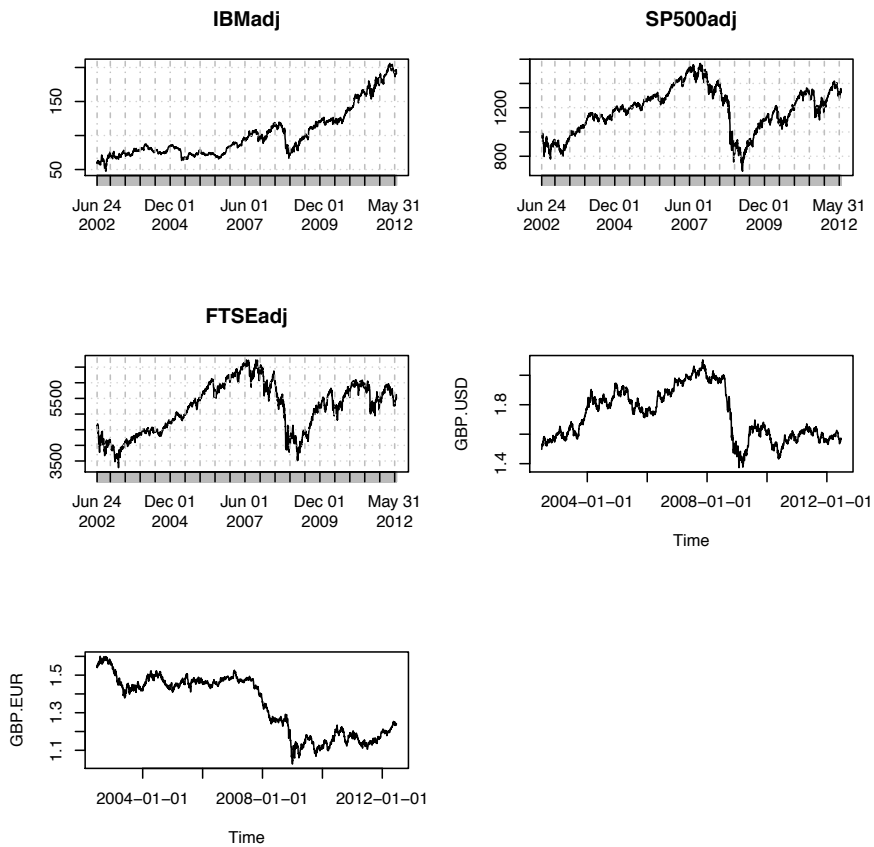 IBMadj
50
150
Jun 24 Dec 01 Jun 01 Dec 01 May 31
2002 2004 2007 2009 2012
SP500adj
800
1200
Jun 24 Dec 01 Jun 01 Dec 01 May 31
2002 2004 2007 2009 2012
FTSEadj
3500
5500
Jun 24 Dec 01 Jun 01 Dec 01 May 31
2002 2004 2007 2009 2012
GBP.USD
1.4
1.8
2004−01−01 2008−01−01 2012−01−01
Time
GBP.EUR
1.1
1.3
1.5
2004−01−01 2008−01−01 2012−01−01
Time